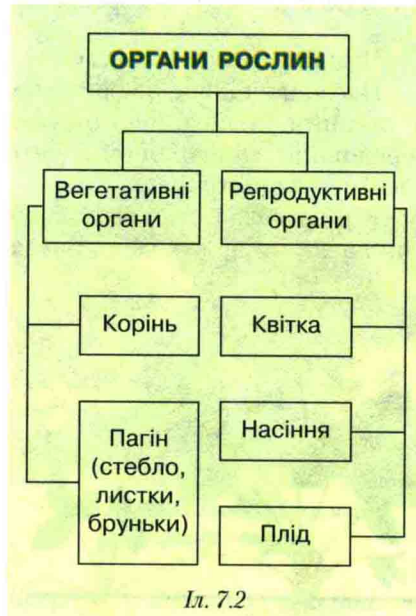 ОРГАНИ РОСЛИН
Вегетативні
органи
Репродуктивні
органи
Корінь
Квітка
Пагін
(стебло,
листки,
бруньки)
Насіння
Плід
Іл. 7.2